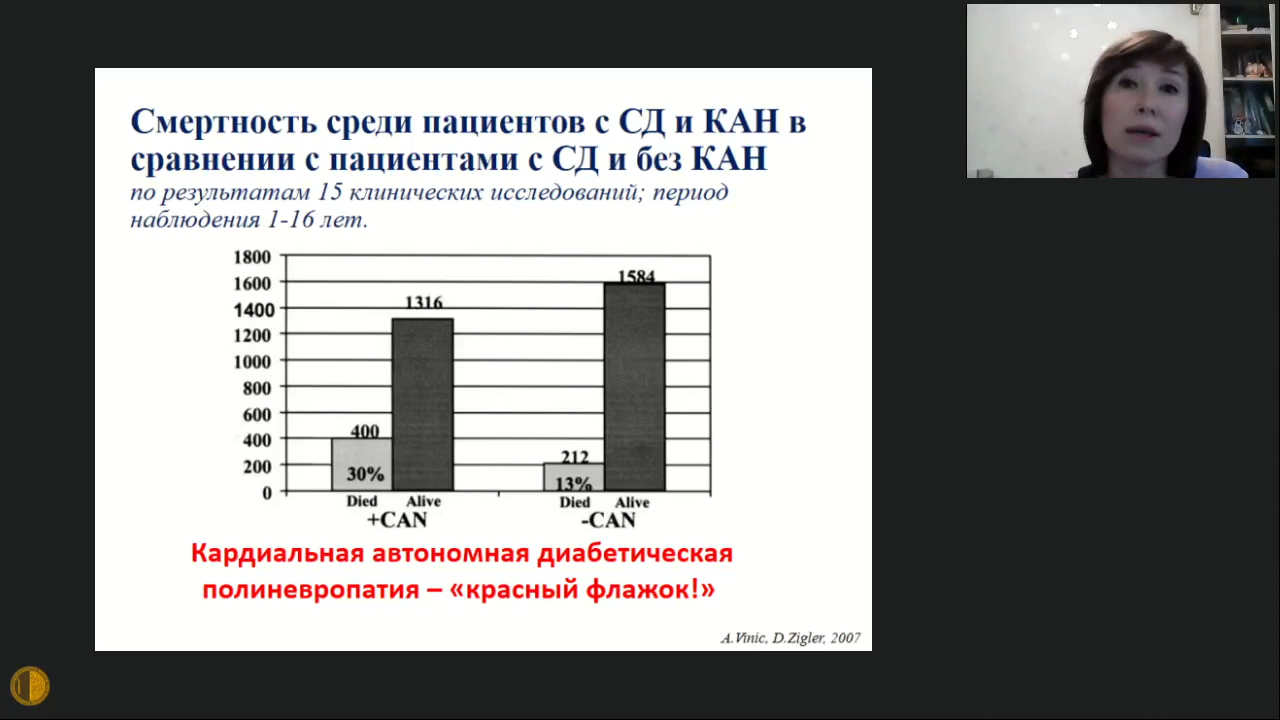 Смертность среди пациентов с СД и КАН в
сравнении с пациентами с СД и без КАН
по результатам 15 клинических исследований; период
наблюдения 1-16 лет.
1800
1600
1400
1200
1000
800
600
400
200
0
400
30%
1316
212
13%
1584
Died Alive Died Alive
+CAN -CAN
Кардиальная автономная диабетическая
полиневропатия – «красный флажок!»
A.Vinic, D.Zigler, 2007